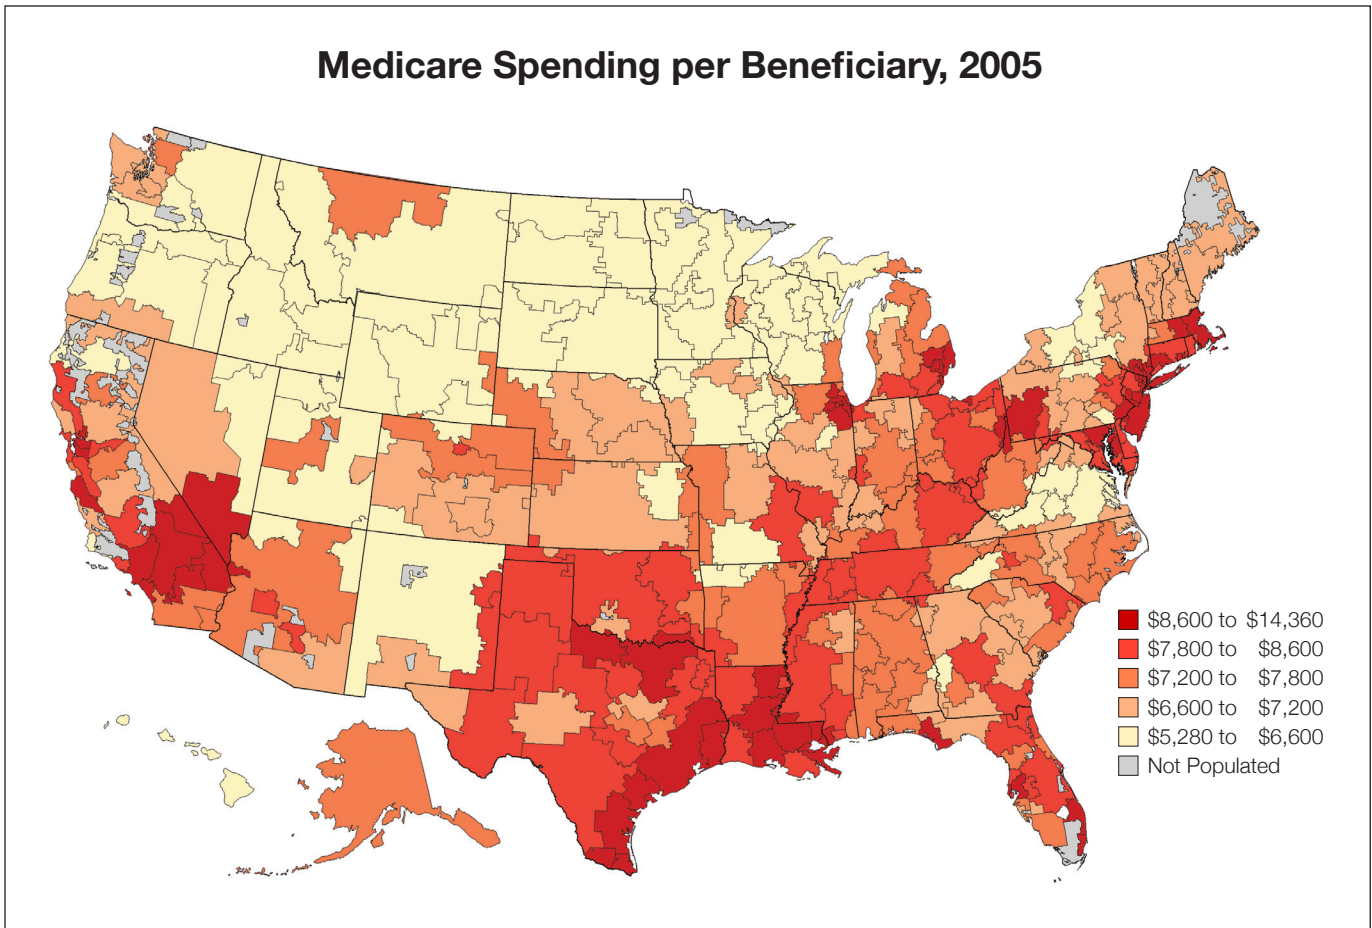 Medicare Spending per Beneficiary, 2005
$8,600 to $14,360
$7,800 to $8,600
$7,200 to $7,800
$6,600 to $7,200
$5,280 to $6,600
Not Populated